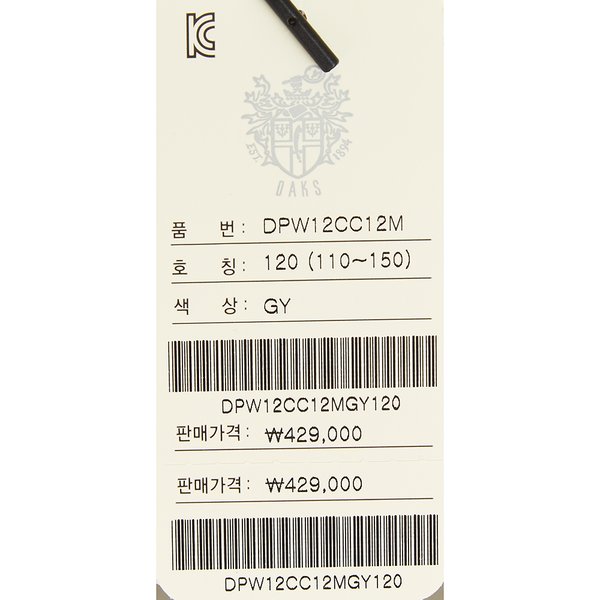 KC
EST. 1894
DAKS
품 번: DPW12CC12M
호 칭: 120 (110~150)
색 상: GY
DPW12CC12MGY120
판매가격: ₩429,000
판매가격: ₩429,000
DPW12CC12MGY120